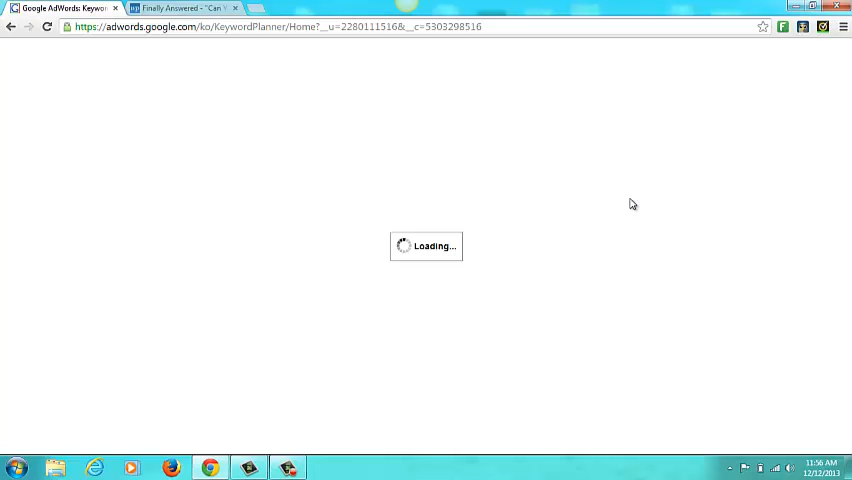 Google AdWords: Keywor
Finally Answered - "Can Y
https://adwords.google.com/ko/KeywordPlanner/Home?__u=2280111516&__c=5303298516
Loading...
11:56 AM
12/12/2013